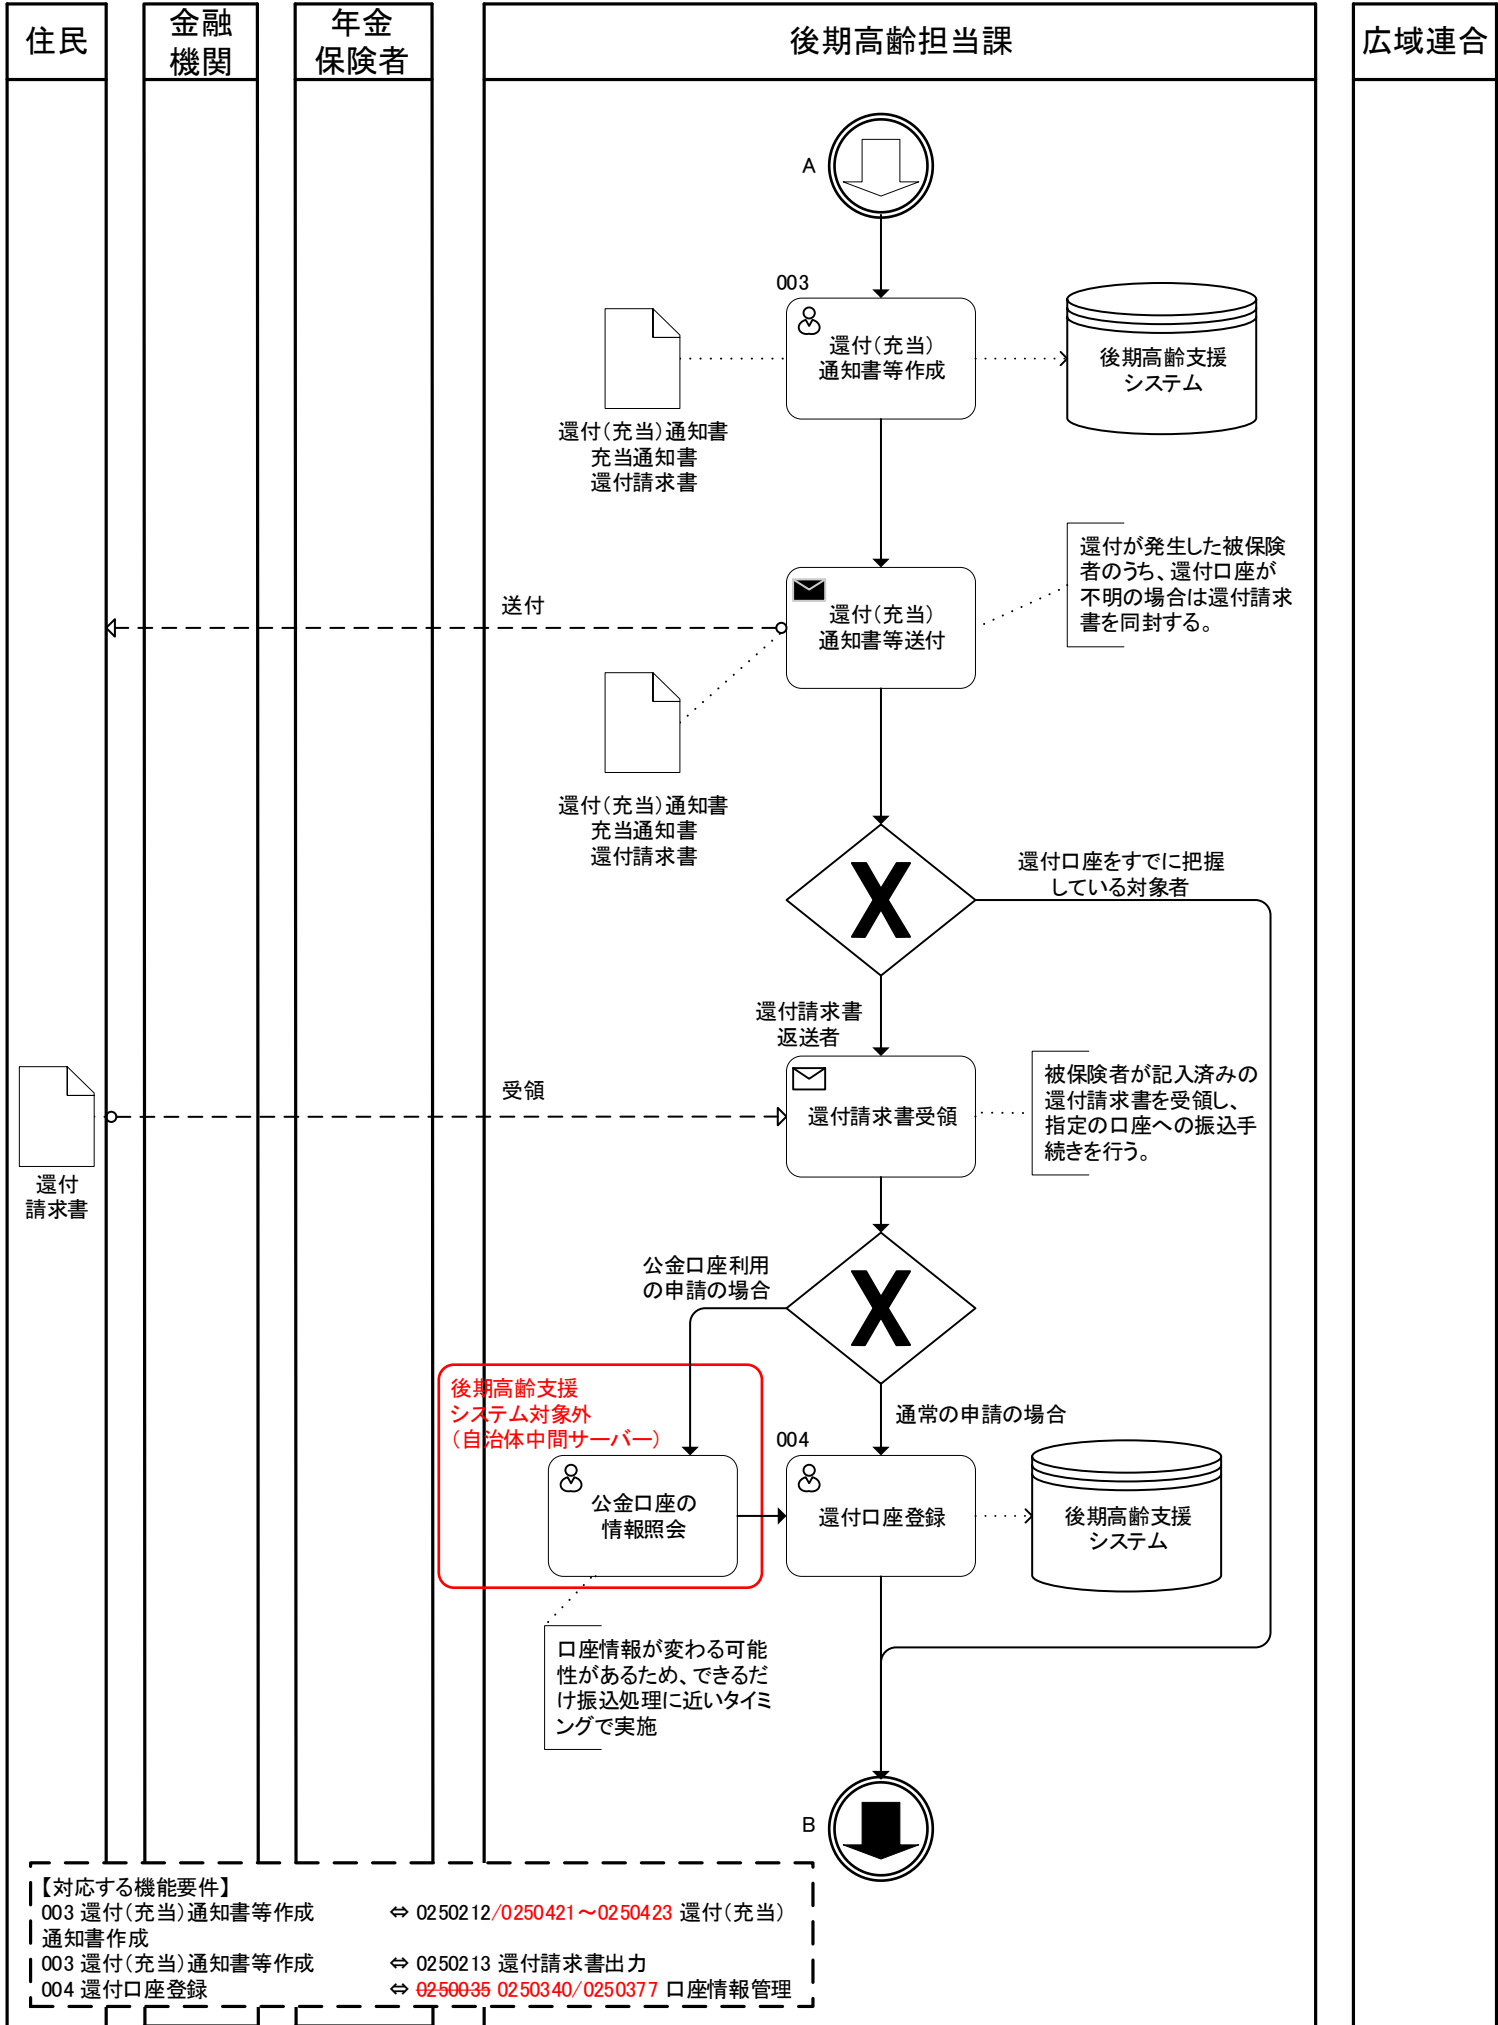 住民
金融
機関
年金
保険者
後期高齢担当課
広域連合
A
003
還付(充当)
通知書等作成
後期高齢支援
システム
還付(充当)通知書
充当通知書
還付請求書
還付が発生した被保険
者のうち、還付口座が
不明の場合は還付請求
書を同封する。
送付
還付(充当)
通知書等送付
還付(充当)通知書
充当通知書
還付請求書
還付口座をすでに把握
している対象者
X
還付請求書
返送者
受領
還付請求書受領
被保険者が記入済みの
還付請求書を受領し、
指定の口座への振込手
続きを行う。
還付
請求書
公金口座利用
の申請の場合
X
後期高齢支援
システム対象外
(自治体中間サーバー)
通常の申請の場合
004
公金口座の
情報照会
還付口座登録
後期高齢支援
システム
口座情報が変わる可能
性があるため、できるだ
け振込処理に近いタイミ
ングで実施
B
【対応する機能要件】
003 還付(充当)通知書等作成 ⇔ 0250212/0250421～0250423 還付(充当)
通知書作成
003 還付(充当)通知書等作成 ⇔ 0250213 還付請求書出力
004 還付口座登録 ⇔ 0250035 0250340/0250377 口座情報管理